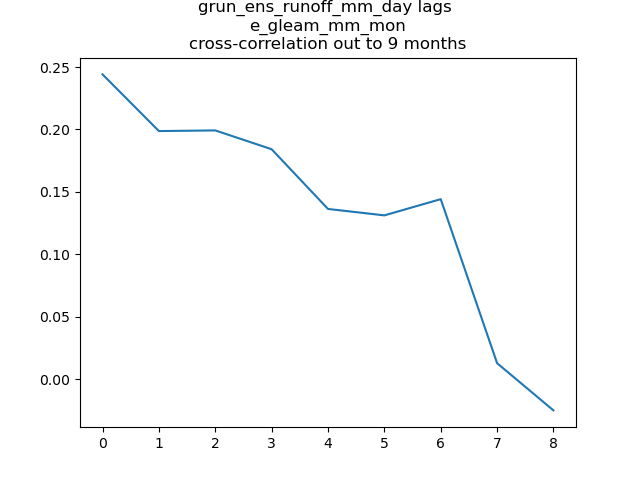 grun_ens_runoff_mm_day lags
e_gleam_mm_mon
cross-correlation out to 9 months
0.25
0.20
0.15
0.10
0.05
0.00
0 1 2 3 4 5 6 7 8